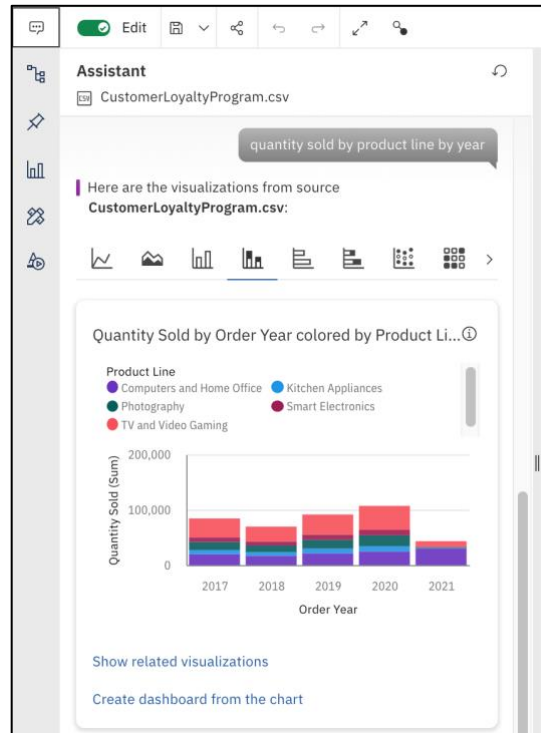 Edit
Assistant
CSV CustomerLoyaltyProgram.csv
quantity sold by product line by year
Here are the visualizations from source
CustomerLoyaltyProgram.csv:
Quantity Sold by Order Year colored by Product Li...
Product Line
Computers and Home Office Kitchen Appliances
Photography Smart Electronics
TV and Video Gaming
Quantity Sold (Sum)
200,000
100,000
0
2017 2018 2019 2020 2021
Order Year
Show related visualizations
Create dashboard from the chart